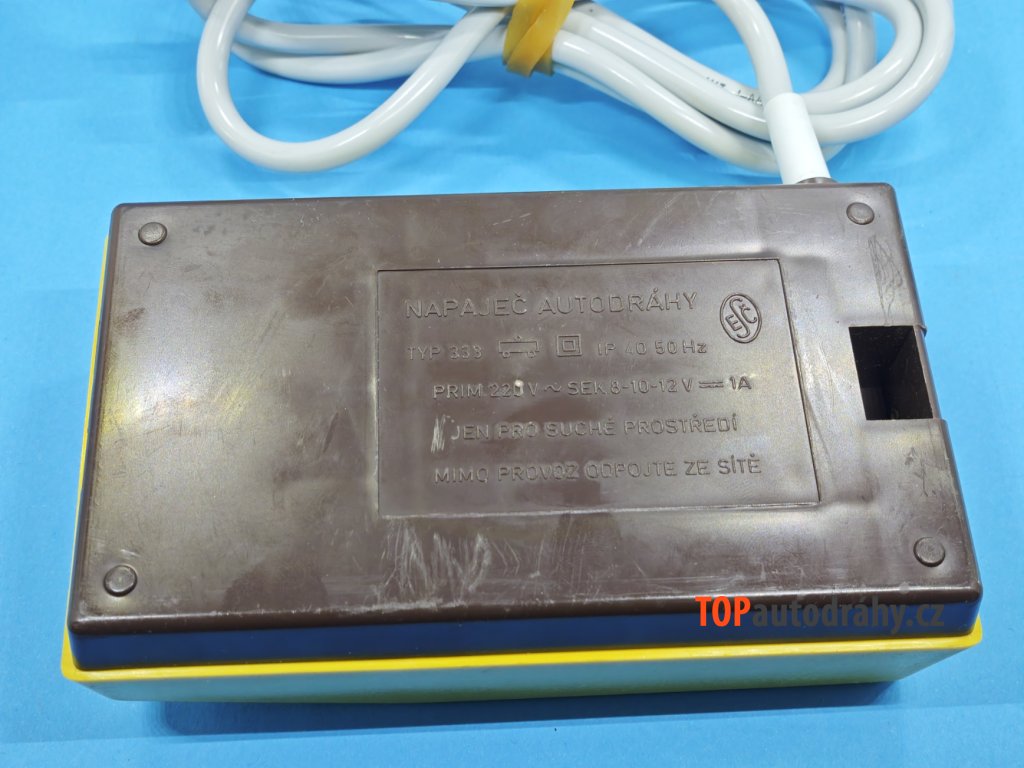 NAPAJEČ AUTODRÁHY
ESČ
TYP 333 IP 40 50 Hz
PRIM. 220 V ~ SEK 8-10-12 V ⎓ 1A
JEN PRO SUCHÉ PROSTŘEDÍ
MIMO PROVOZ ODPOJTE ZE SÍTĚ
TOPautodráhy.cz